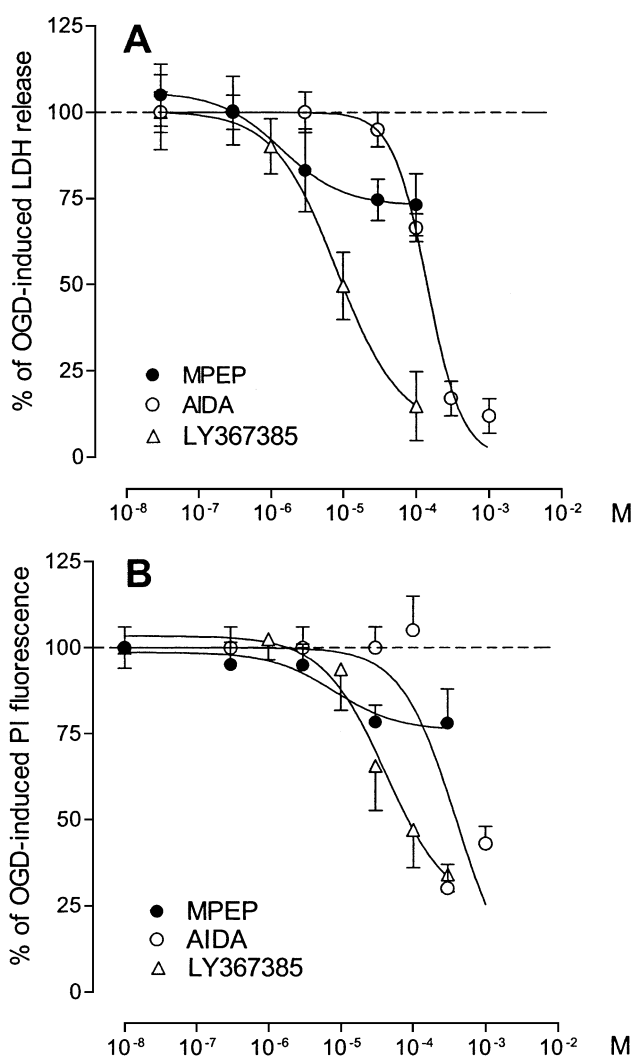 A
% of OGD-induced LDH release
125
100
75
50
25
0
MPEP
AIDA
LY367385
10-8 10-7 10-6 10-5 10-4 10-3 10-2 M
B
% of OGD-induced PI fluorescence
125
100
75
50
25
0
MPEP
AIDA
LY367385
10-8 10-7 10-6 10-5 10-4 10-3 10-2 M